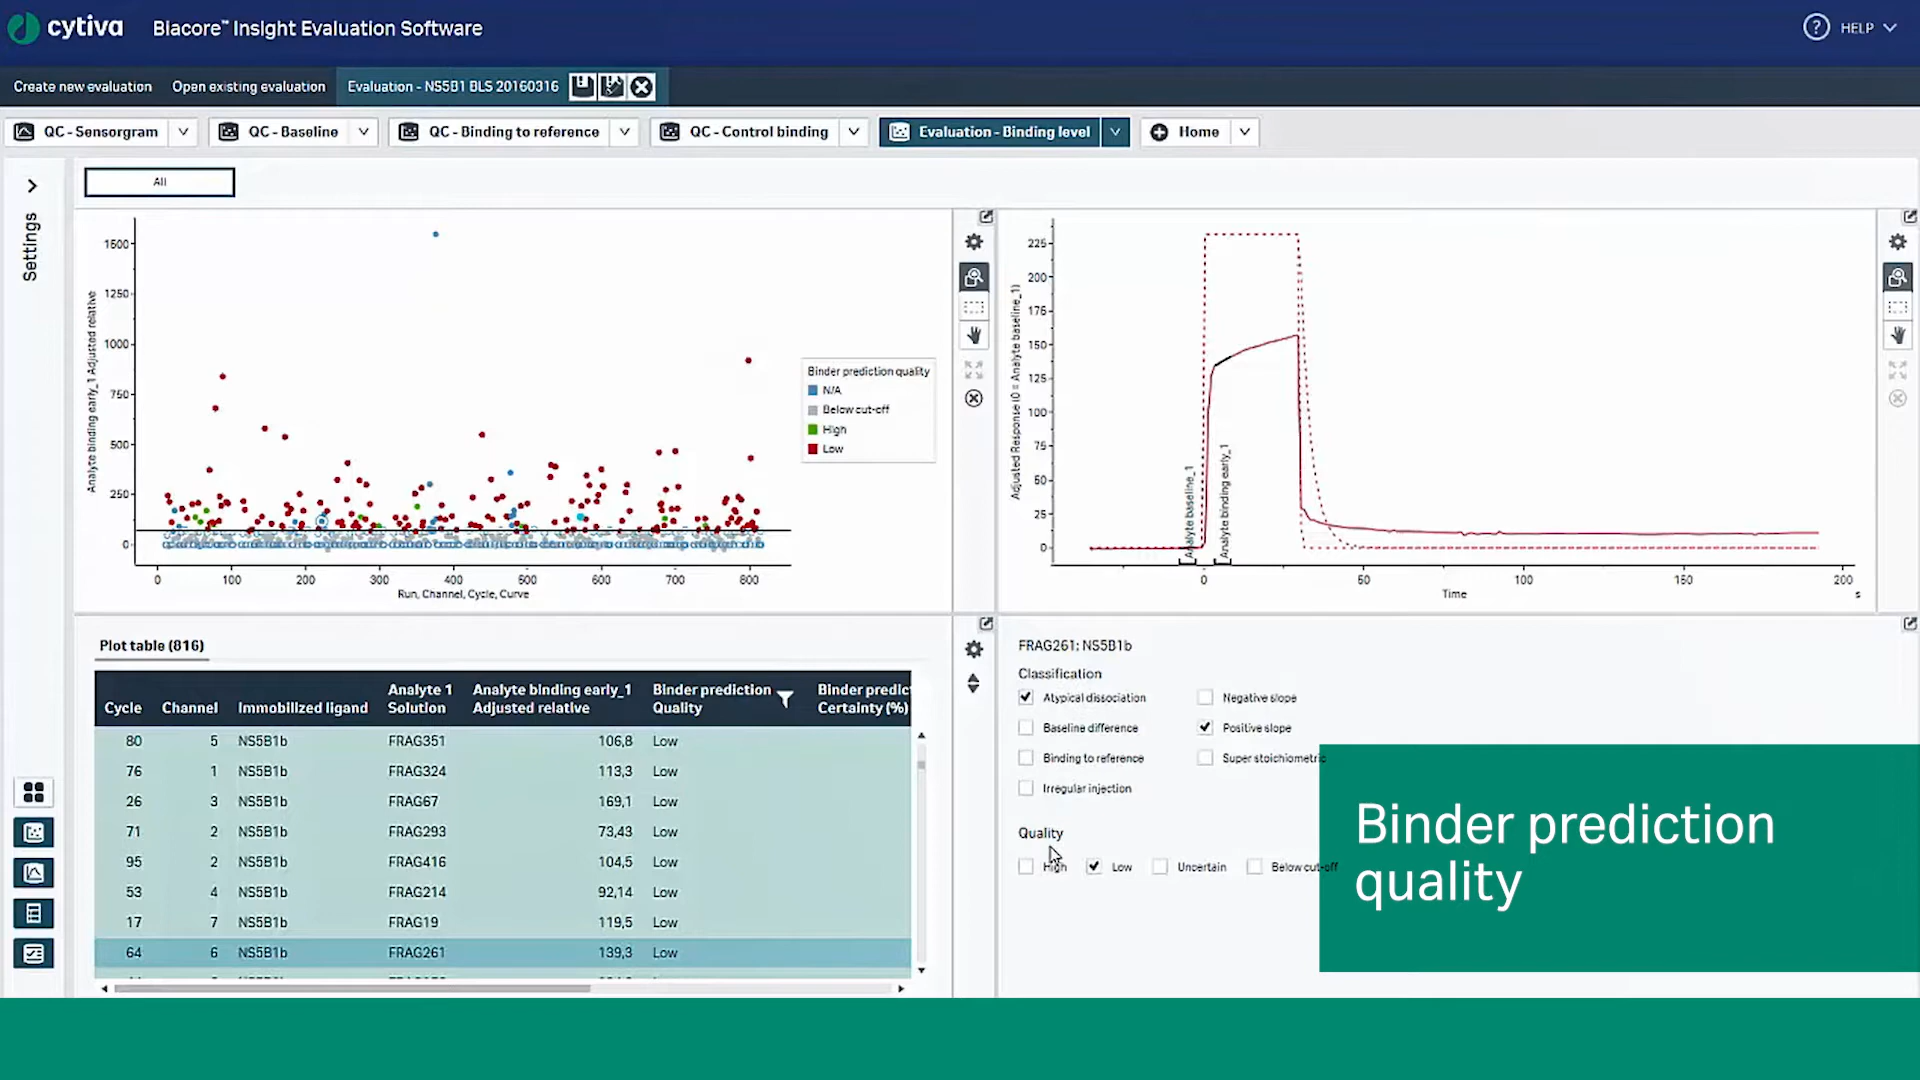 cytiva
Biacore™ Insight Evaluation Software
HELP
Create new evaluation
Open existing evaluation
Evaluation - NS5B1 BLS 20160316
QC - Sensorgram
QC - Baseline
QC - Binding to reference
QC - Control binding
Evaluation - Binding level
Home
Settings
All
Analyte binding early_1 Adjusted relative
1500
1250
1000
750
500
250
0
0 100 200 300 400 500 600 700 800
Run, Channel, Cycle, Curve
Binder prediction quality
N/A
Below cut-off
High
Low
Adjusted Response (0 = Analyte baseline_1)
225
200
175
150
125
100
75
50
25
0
Analyte baseline_1
Analyte binding early_1
0 50 100 150 200
Time
s
Plot table (816)
Cycle Channel Immobilized ligand Analyte 1 Solution Analyte binding early_1 Adjusted relative Binder prediction Quality Certainty (%)
80 5 NS5B1b FRAG351 106,8 Low
76 1 NS5B1b FRAG324 113,3 Low
26 3 NS5B1b FRAG67 169,1 Low
71 2 NS5B1b FRAG293 73,43 Low
95 2 NS5B1b FRAG416 104,5 Low
53 4 NS5B1b FRAG214 92,14 Low
17 7 NS5B1b FRAG19 119,5 Low
64 6 NS5B1b FRAG261 139,3 Low
FRAG261: NS5B1b
Classification
Atypical dissociation
Negative slope
Baseline difference
Positive slope
Binding to reference
Super stoichiometric
Irregular injection
Quality
High
Low
Uncertain
Below cut-off
Binder prediction
quality